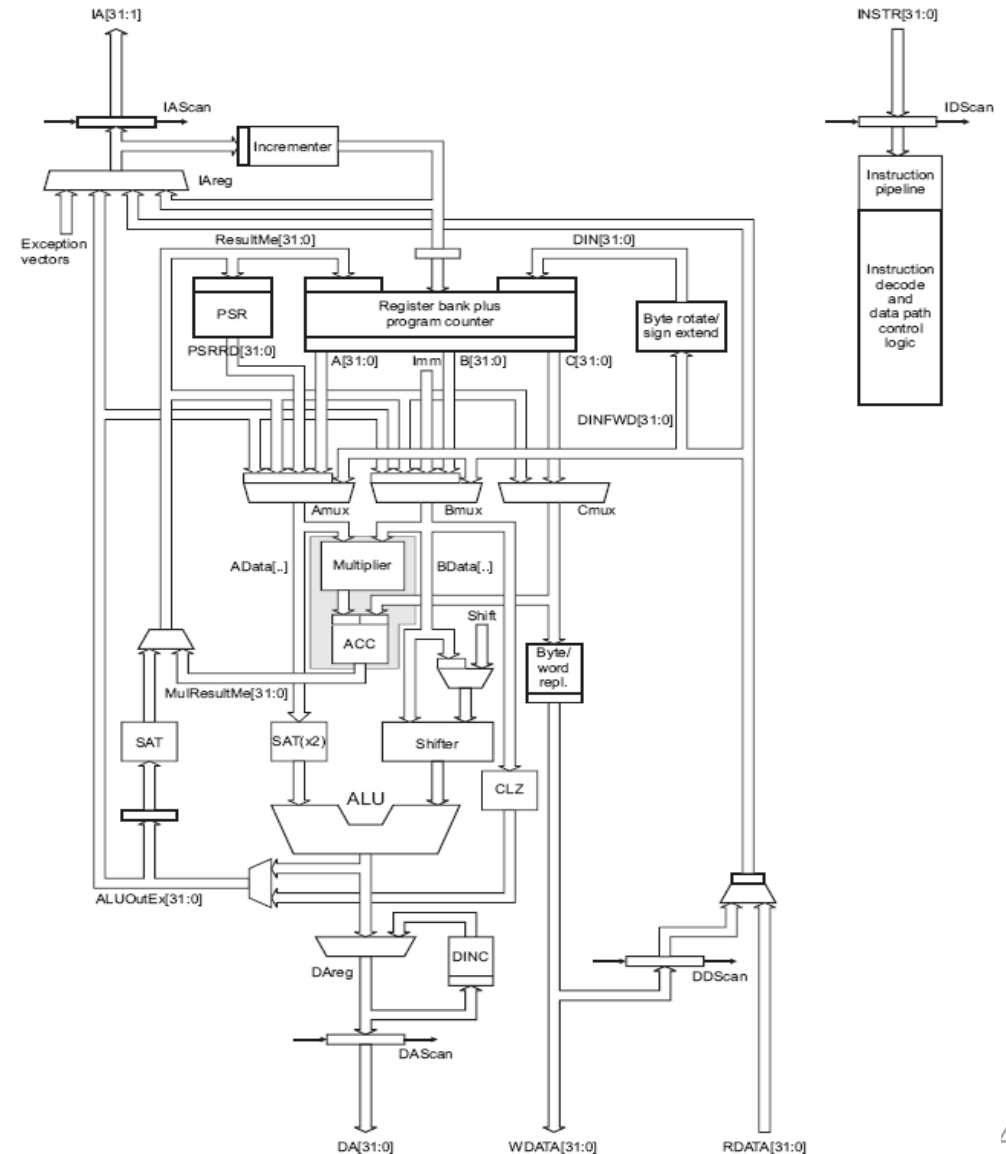 IA[31:1]
INSTR[31:0]
IAScan
IDScan
Incrementer
IAreg
Instruction
pipeline
Exception
vectors
ResultMe[31:0]
DIN[31:0]
Instruction
decode
and
data path
control
logic
PSR
Register bank plus
program counter
Byte rotate/
sign extend
PSRRD[31:0]
A[31:0]
Imm
B[31:0]
C[31:0]
DINFWD[31:0]
Amux
Bmux
Cmux
AData[..]
Multiplier
BData[..]
Shift
ACC
Byte/
word
repl.
MulResultMe[31:0]
SAT
SAT(x2)
Shifter
CLZ
ALU
ALUOutEx[31:0]
DAreg
DINC
DDScan
DAScan
DA[31:0]
WDATA[31:0]
RDATA[31:0]